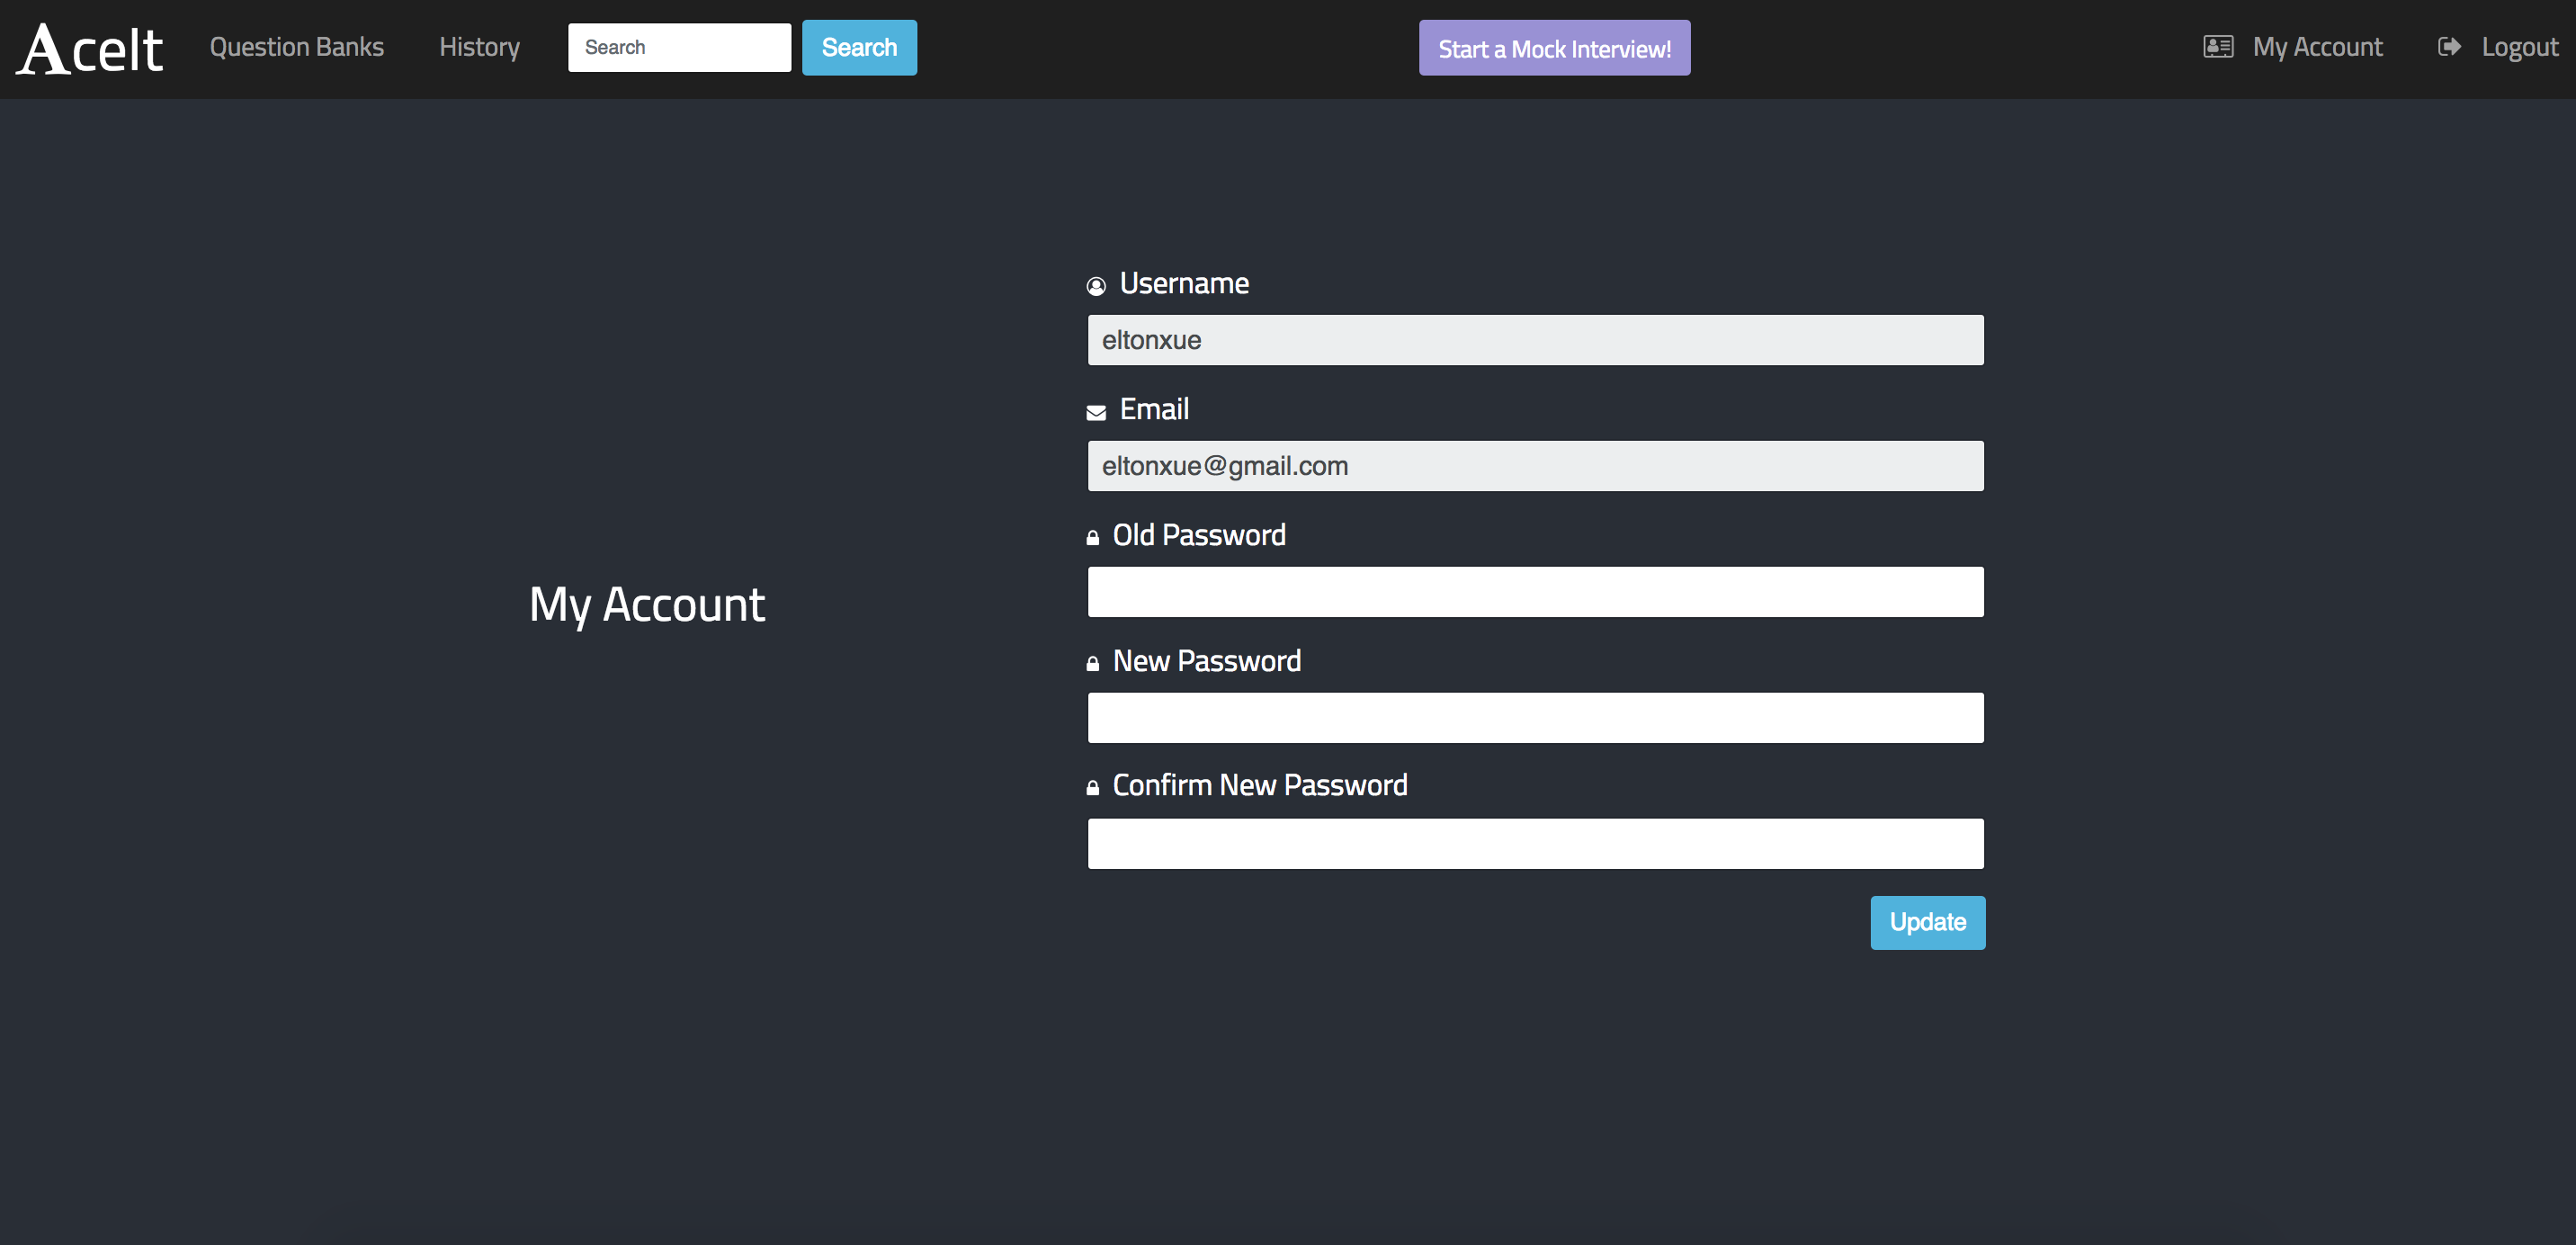 AceIt Question Banks History Search Search Start a Mock Interview! My Account Logout
Username
eltonxue
Email
eltonxue@gmail.com
Old Password
My Account
New Password
Confirm New Password
Update